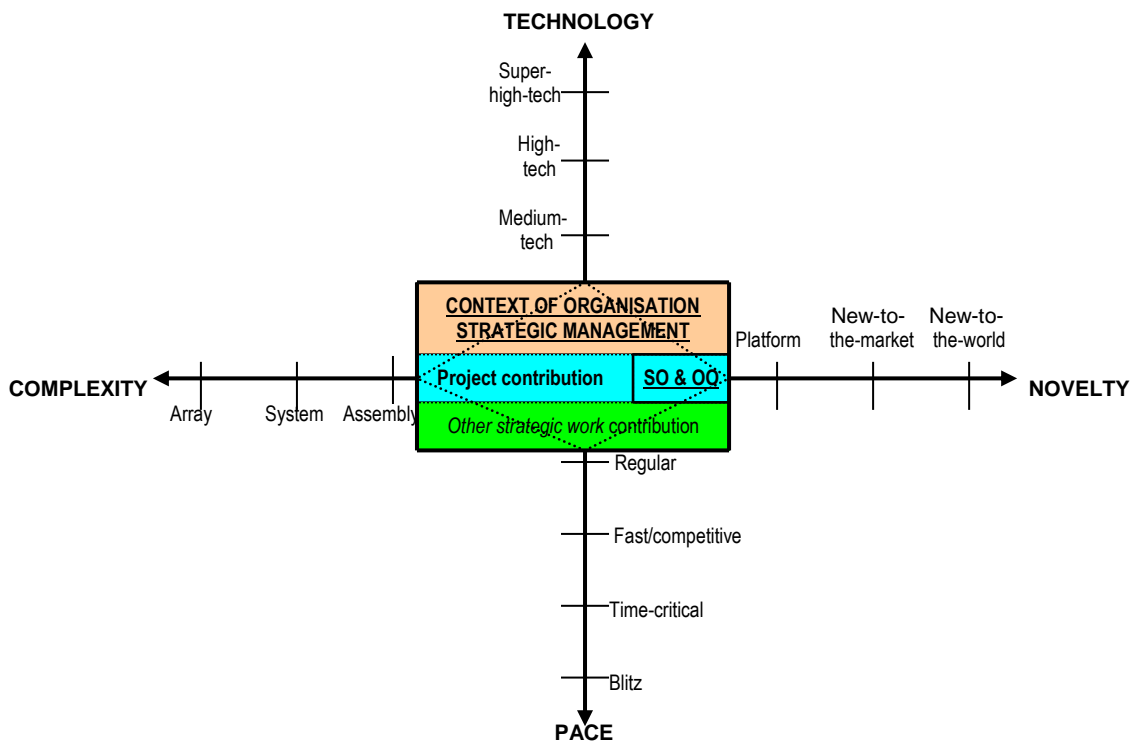 TECHNOLOGY
Super-
high-tech
High-
tech
Medium-
tech
CONTEXT OF ORGANISATION
STRATEGIC MANAGEMENT
Platform
New-to-
the-market
New-to-
the-world
COMPLEXITY
Project contribution
SO & OO
NOVELTY
Array
System
Assembly
Other strategic work contribution
Regular
Fast/competitive
Time-critical
Blitz
PACE